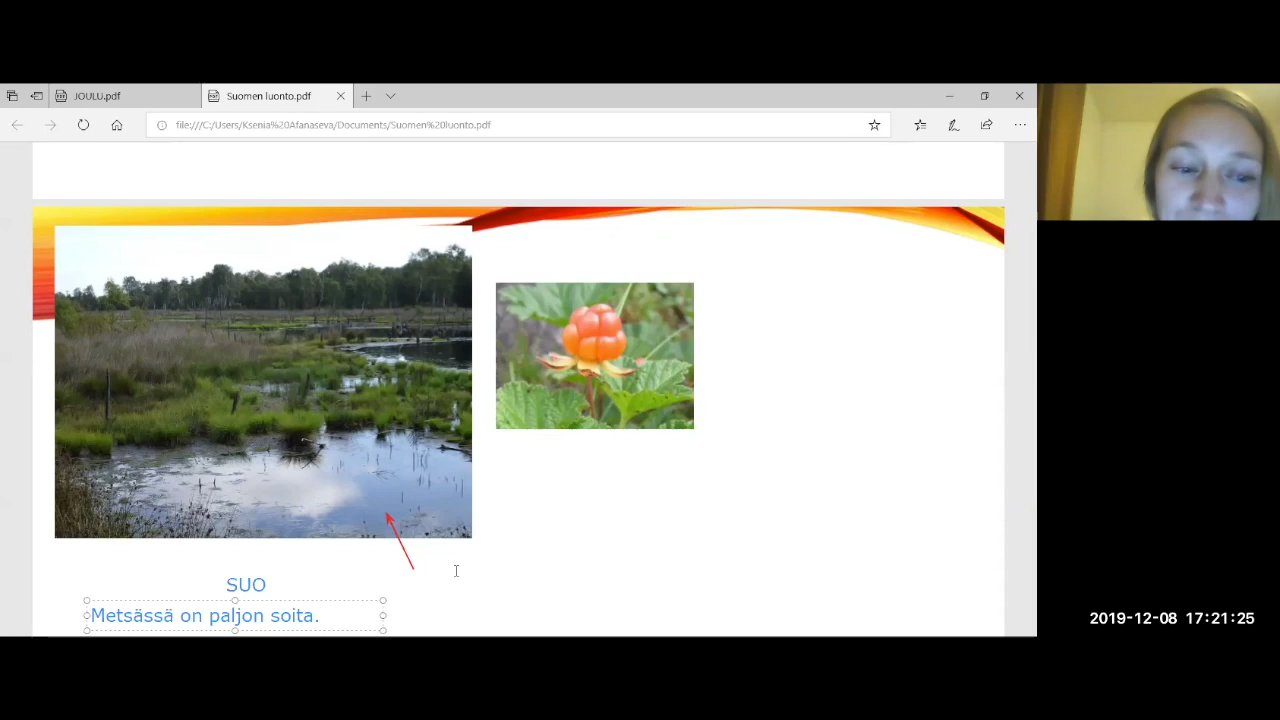 JOULU.pdf
Suomen luonto.pdf
file:///C:/Users/Ksenia%20Afanaseva/Documents/Suomen%20luonto.pdf
SUO
Metsässä on paljon soita.
2019-12-08 17:21:25